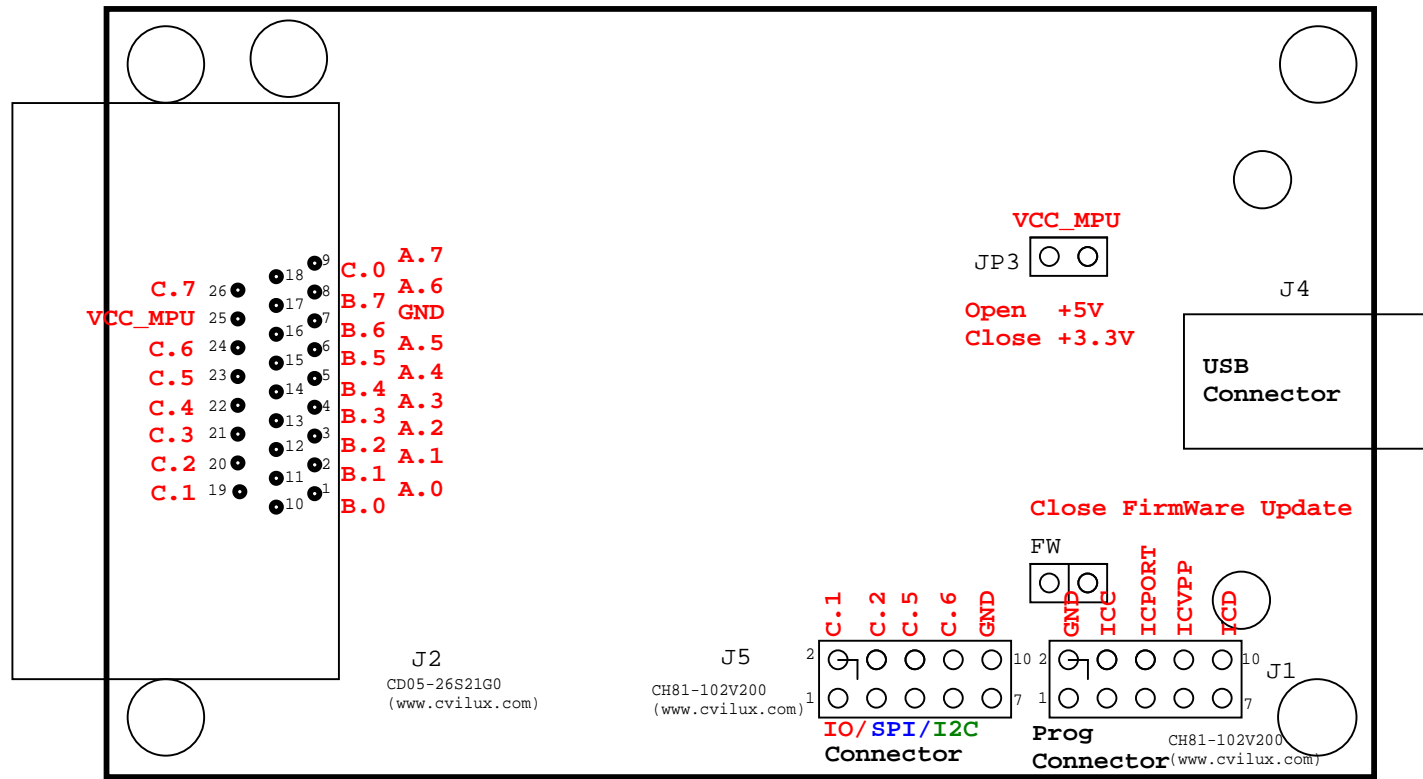 VCC_MPU
JP3
Open +5V
Close +3.3V
J4
USB
Connector
A.7
9
C.0
18
A.6
8
C.7 26
B.7
17
GND
7
VCC_MPU 25
B.6
16
A.5
6
C.6 24
B.5
15
A.4
5
C.5 23
B.4
14
A.3
4
C.4 22
B.3
13
A.2
3
C.3 21
B.2
12
A.1
2
C.2 20
B.1
11
A.0
1
C.1 19
B.0
10
Close FirmWare Update
FW
C.1
C.2
C.5
C.6
GND
GND
ICC
ICPORT
ICVPP
ICD
J2
CD05-26S21G0
(www.cvilux.com)
J5
CH81-102V200
(www.cvilux.com)
2
10
1
7
IO/SPI/I2C
Connector
2
10
1
7
J1
Prog
Connector
CH81-102V200
(www.cvilux.com)